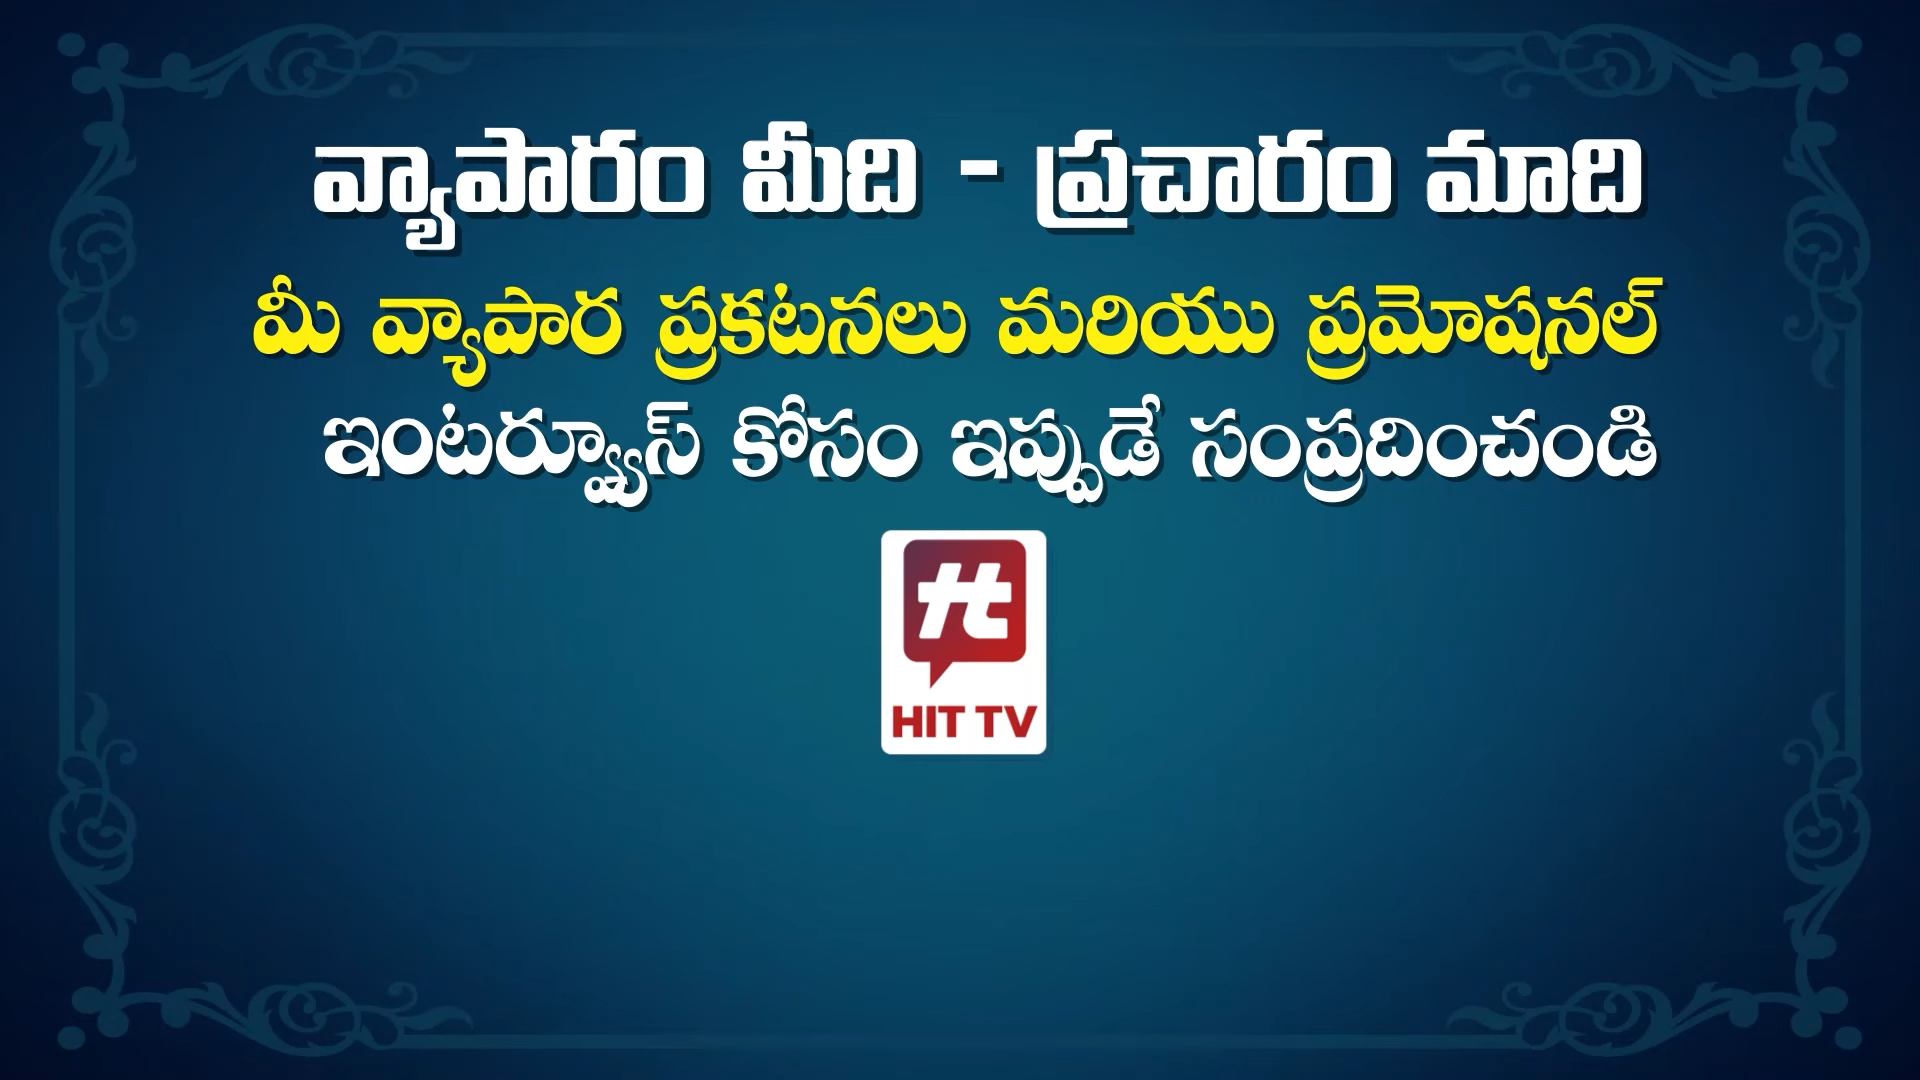 వ్యాపారం మీది - ప్రచారం మాది
మీ వ్యాపార ప్రకటనలు మరియు ప్రమోషనల్
ఇంటర్వ్యూస్ కోసం ఇప్పుడే సంప్రదించండి
HIT TV